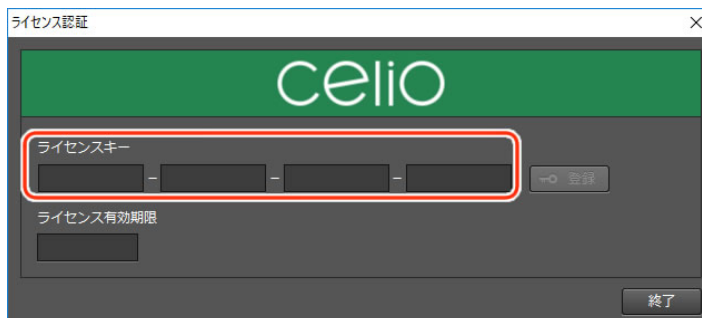 ライセンス認証
celio
ライセンスキー
- - -
登録
ライセンス有効期限
終了